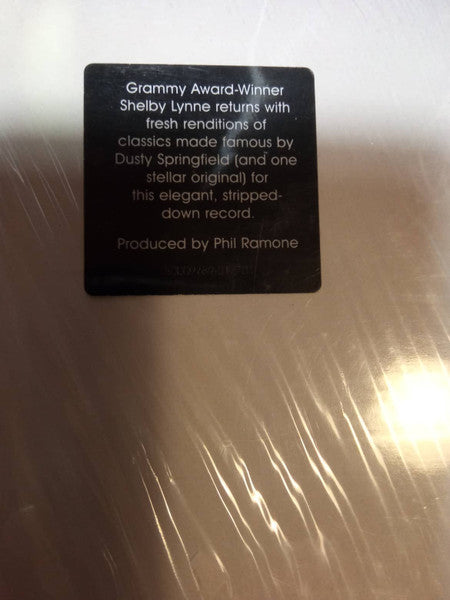 Grammy Award-Winner
Shelby Lynne returns with
fresh renditions of
classics made famous by
Dusty Springfield (and one
stellar original) for
this elegant, stripped-
down record.
Produced by Phil Ramone